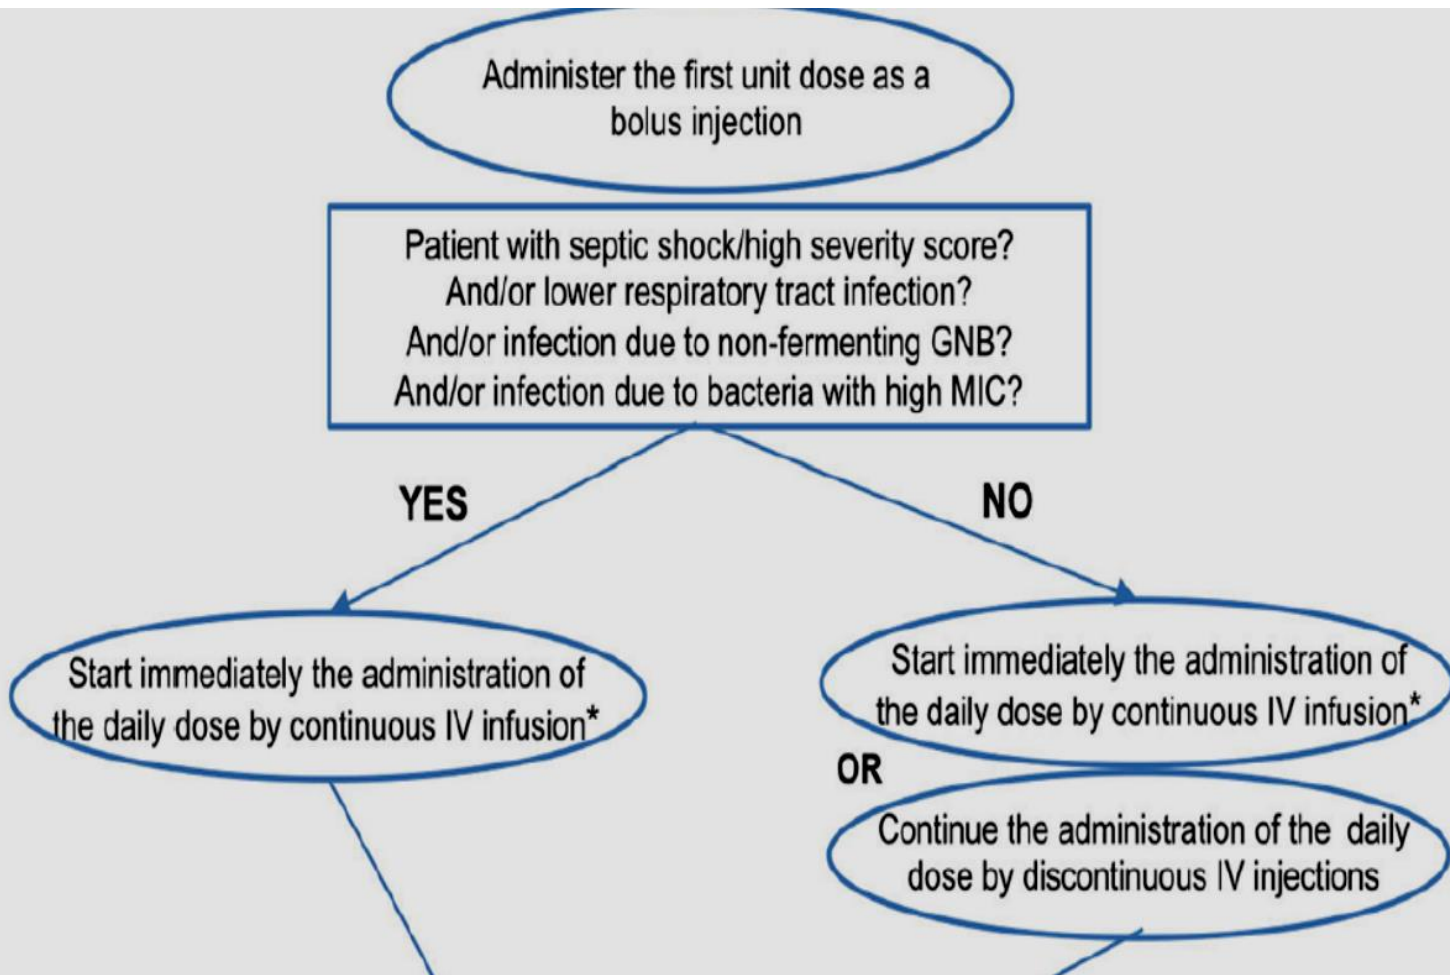 Administer the first unit dose as a
bolus injection
Patient with septic shock/high severity score?
And/or lower respiratory tract infection?
And/or infection due to non-fermenting GNB?
And/or infection due to bacteria with high MIC?
YES
NO
Start immediately the administration of
the daily dose by continuous IV infusion*
Start immediately the administration of
the daily dose by continuous IV infusion*
OR
Continue the administration of the daily
dose by discontinuous IV injections